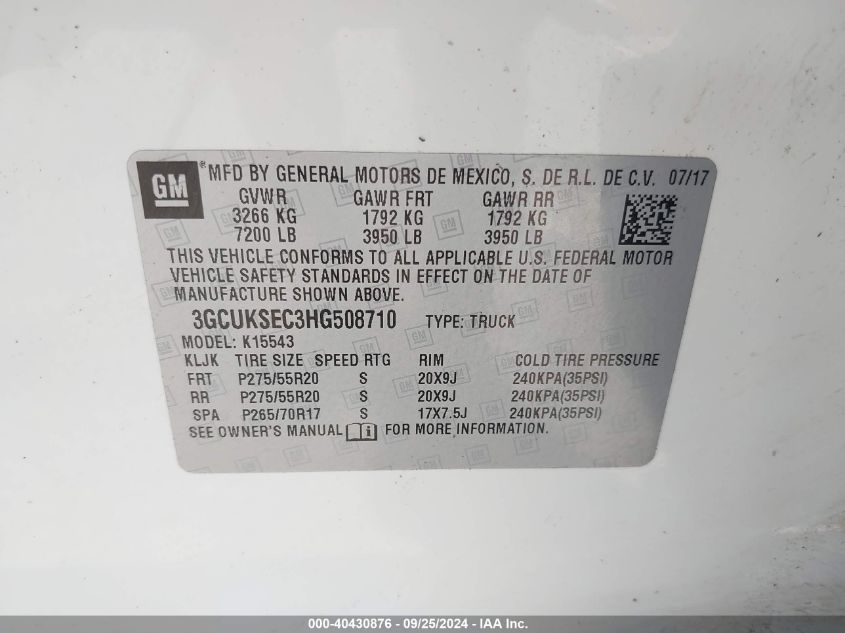 GM ® MFD BY GENERAL MOTORS DE MEXICO, S. DE R.L. DE C.V. 07/17
GVWR GAWR FRT GAWR RR
3266 KG 1792 KG 1792 KG
7200 LB 3950 LB 3950 LB
THIS VEHICLE CONFORMS TO ALL APPLICABLE U.S. FEDERAL MOTOR
VEHICLE SAFETY STANDARDS IN EFFECT ON THE DATE OF
MANUFACTURE SHOWN ABOVE.
3GCUKSEC3HG508710 TYPE: TRUCK
MODEL: K15543
KLJK TIRE SIZE SPEED RTG RIM COLD TIRE PRESSURE
FRT P275/55R20 S 20X9J 240KPA(35PSI)
RR P275/55R20 S 20X9J 240KPA(35PSI)
SPA P265/70R17 S 17X7.5J 240KPA(35PSI)
SEE OWNER'S MANUAL i FOR MORE INFORMATION.
000-40430876 - 09/25/2024 - IAA Inc.